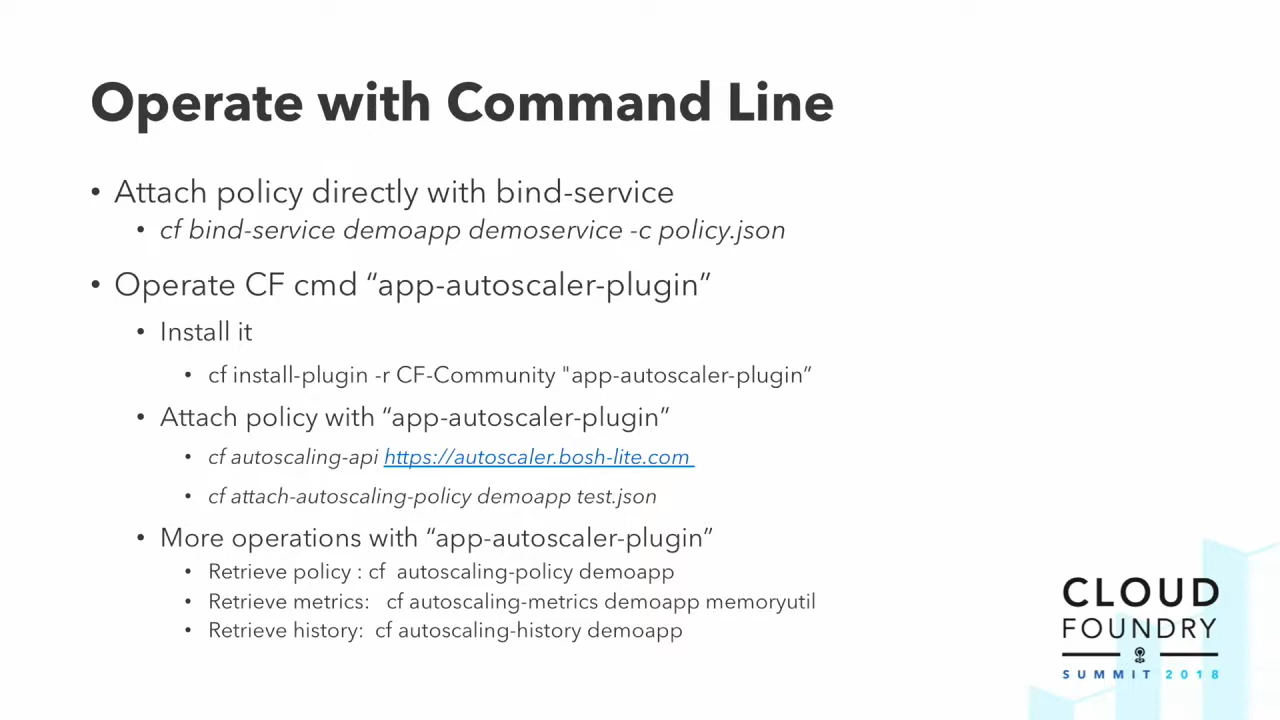 Operate with Command Line
• Attach policy directly with bind-service
• cf bind-service demoapp demoservice -c policy.json
• Operate CF cmd “app-autoscaler-plugin”
• Install it
• cf install-plugin -r CF-Community "app-autoscaler-plugin”
• Attach policy with “app-autoscaler-plugin”
• cf autoscaling-api https://autoscaler.bosh-lite.com
• cf attach-autoscaling-policy demoapp test.json
• More operations with “app-autoscaler-plugin”
• Retrieve policy : cf  autoscaling-policy demoapp
• Retrieve metrics:   cf autoscaling-metrics demoapp memoryutil
• Retrieve history:  cf autoscaling-history demoapp
CLOUD
FOUNDRY
SUMMIT 2018